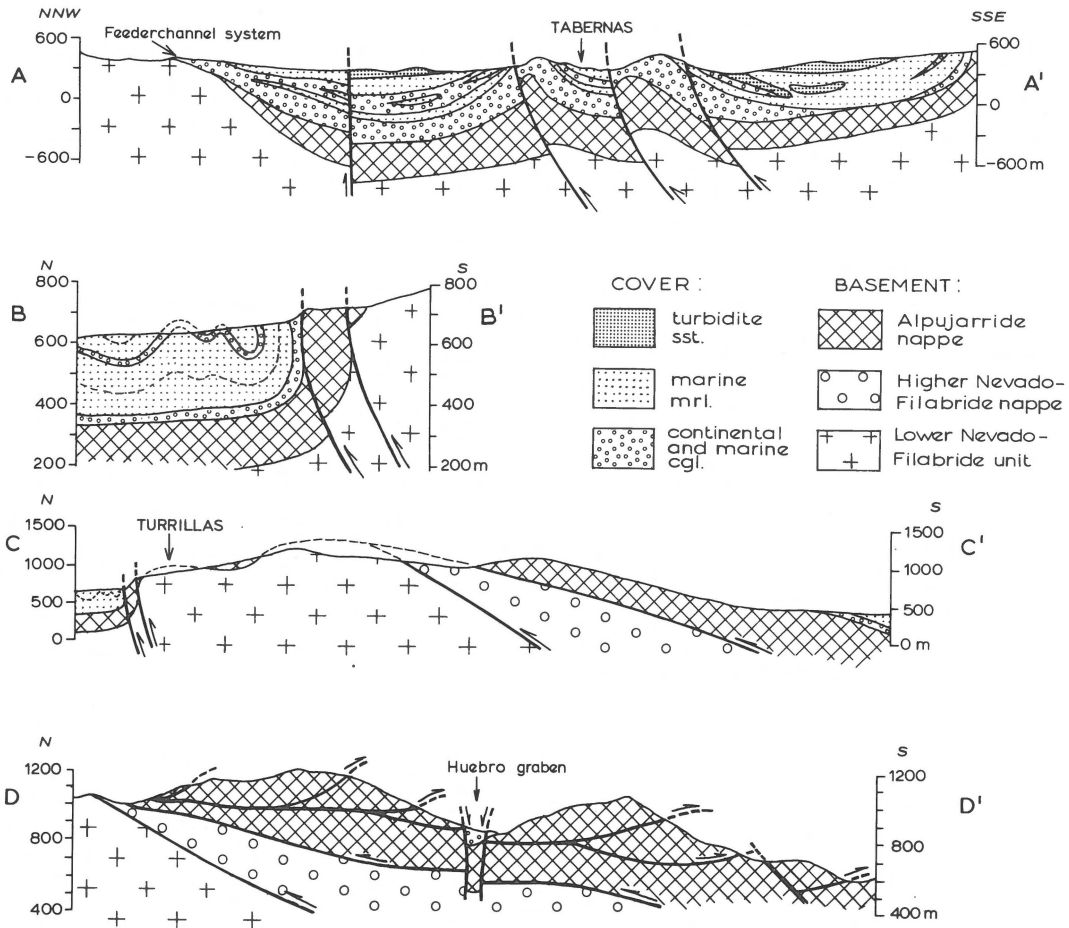 NNW
SSE
Feederchannel system
TABERNAS
600
600
A
A'
0
0
-600
-600 m
N
S
800
800
B
B'
600
600
400
400
200
200 m
COVER :
BASEMENT :
turbidite
sst.
Alpujarride
nappe
marine
mrl.
Higher Nevado-
Filabride nappe
continental
and marine
cgl.
Lower Nevado-
Filabride unit
N
S
1500
1500
C
TURRILLAS
C'
1000
1000
500
500
0
0 m
N
S
1200
1200
D
Huebro graben
D'
800
800
400
400 m